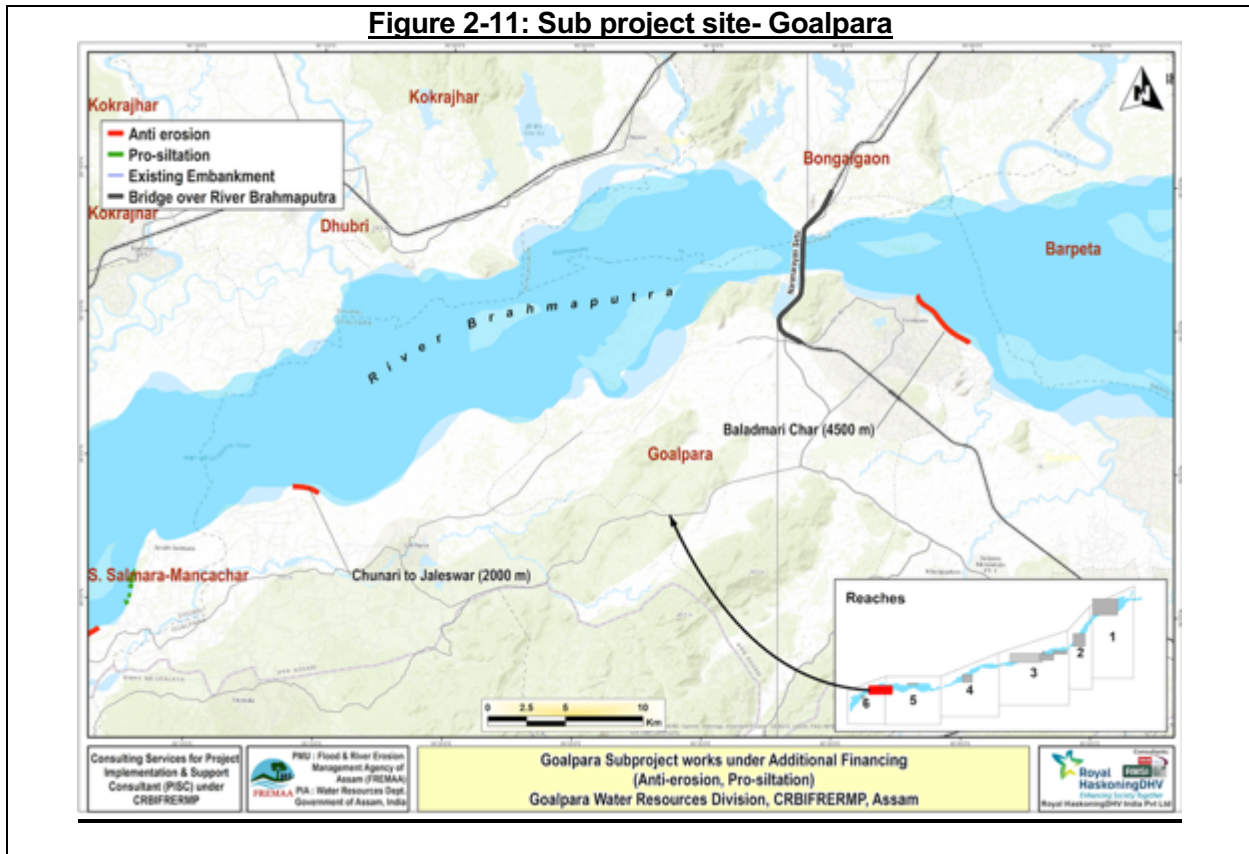 Figure 2-11: Sub project site- Goalpara
Kokrajhar
Kokrajhar
Anti erosion
Pro-siltation
Existing Embankment
Bridge over River Brahmaputra
N
Bongaigaon
Kokrajhar
Dhubri
Barpeta
Naranarayan Setu
River Brahmaputra
Baladmari Char (4500 m)
Goalpara
S. Salmara-Mancachar
Chunari to Jaleswar (2000 m)
Reaches
1
2
3
4
5
6
0 2.5 5 10
Km
Consulting Services for Project
Implementation & Support
Consultant (PISC) under
CRBIFRERMP
FREMAA
PMU : Flood & River Erosion
Management Agency of
Assam (FREMAA)
PIA : Water Resources Dept.
Government of Assam, India
Goalpara Subproject works under Additional Financing
(Anti-erosion, Pro-siltation)
Goalpara Water Resources Division, CRBIFRERMP, Assam
Consultants
Royal
HaskoningDHV
Enhancing Society Together
Royal HaskoningDHV India Pvt Ltd